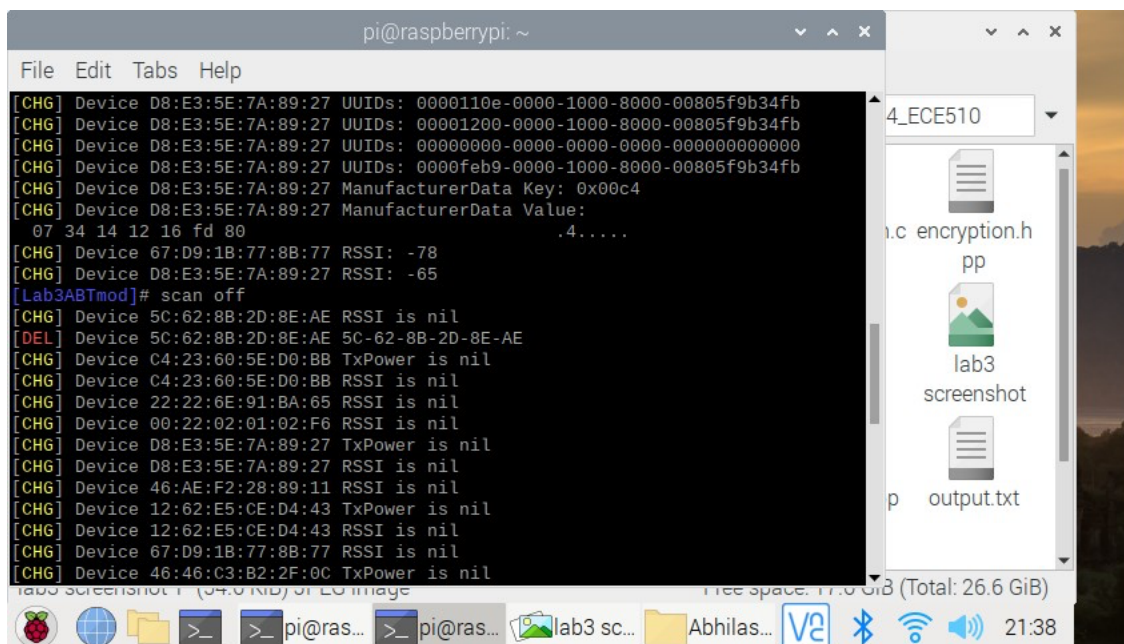 pi@raspberrypi: ~
File Edit Tabs Help
[CHG] Device D8:E3:5E:7A:89:27 UUIDs: 0000110e-0000-1000-8000-00805f9b34fb
[CHG] Device D8:E3:5E:7A:89:27 UUIDs: 00001200-0000-1000-8000-00805f9b34fb
[CHG] Device D8:E3:5E:7A:89:27 UUIDs: 00000000-0000-0000-0000-000000000000
[CHG] Device D8:E3:5E:7A:89:27 UUIDs: 0000feb9-0000-1000-8000-00805f9b34fb
[CHG] Device D8:E3:5E:7A:89:27 ManufacturerData Key: 0x00c4
[CHG] Device D8:E3:5E:7A:89:27 ManufacturerData Value:
07 34 14 12 16 fd 80 .4.....
[CHG] Device 67:D9:1B:77:8B:77 RSSI: -78
[CHG] Device D8:E3:5E:7A:89:27 RSSI: -65
[Lab3ABTmod]# scan off
[CHG] Device 5C:62:8B:2D:8E:AE RSSI is nil
[DEL] Device 5C:62:8B:2D:8E:AE 5C-62-8B-2D-8E-AE
[CHG] Device C4:23:60:5E:D0:BB TxPower is nil
[CHG] Device C4:23:60:5E:D0:BB RSSI is nil
[CHG] Device 22:22:6E:91:BA:65 RSSI is nil
[CHG] Device 00:22:02:01:02:F6 RSSI is nil
[CHG] Device D8:E3:5E:7A:89:27 TxPower is nil
[CHG] Device D8:E3:5E:7A:89:27 RSSI is nil
[CHG] Device 46:AE:F2:28:89:11 RSSI is nil
[CHG] Device 12:62:E5:CE:D4:43 TxPower is nil
[CHG] Device 12:62:E5:CE:D4:43 RSSI is nil
[CHG] Device 67:D9:1B:77:8B:77 RSSI is nil
[CHG] Device 46:46:C3:B2:2F:0C TxPower is nil
4_ECE510
n.c encryption.h
pp
lab3
screenshot
p output.txt
lab3 screenshot 1" (54.6 KiB) JPEG image Free space: 17.0 GiB (Total: 26.6 GiB)
pi@ras... pi@ras... lab3 sc... Abhilas... 21:38